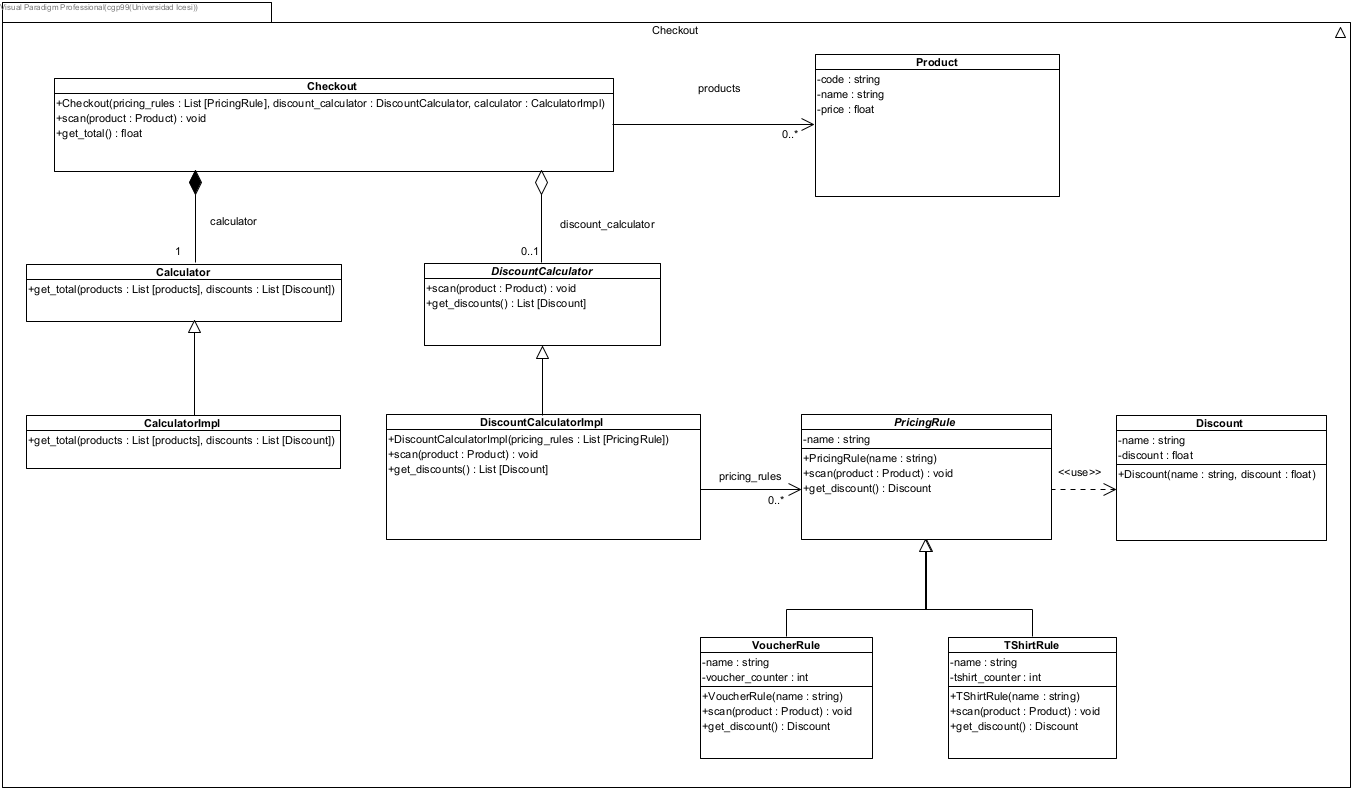 Visual Paradigm Professional(cgp99(Universidad Icesi))
Checkout
Checkout
+Checkout(pricing_rules : List [PricingRule], discount_calculator : DiscountCalculator, calculator : CalculatorImpl)
+scan(product : Product) : void
+get_total() : float
products
0..*
Product
-code : string
-name : string
-price : float
calculator
1
discount_calculator
0..1
Calculator
+get_total(products : List [products], discounts : List [Discount])
DiscountCalculator
+scan(product : Product) : void
+get_discounts() : List [Discount]
CalculatorImpl
+get_total(products : List [products], discounts : List [Discount])
DiscountCalculatorImpl
+DiscountCalculatorImpl(pricing_rules : List [PricingRule])
+scan(product : Product) : void
+get_discounts() : List [Discount]
pricing_rules
0..*
PricingRule
-name : string
+PricingRule(name : string)
+scan(product : Product) : void
+get_discount() : Discount
<<use>>
Discount
-name : string
-discount : float
+Discount(name : string, discount : float)
VoucherRule
-name : string
-voucher_counter : int
+VoucherRule(name : string)
+scan(product : Product) : void
+get_discount() : Discount
TShirtRule
-name : string
-tshirt_counter : int
+TShirtRule(name : string)
+scan(product : Product) : void
+get_discount() : Discount